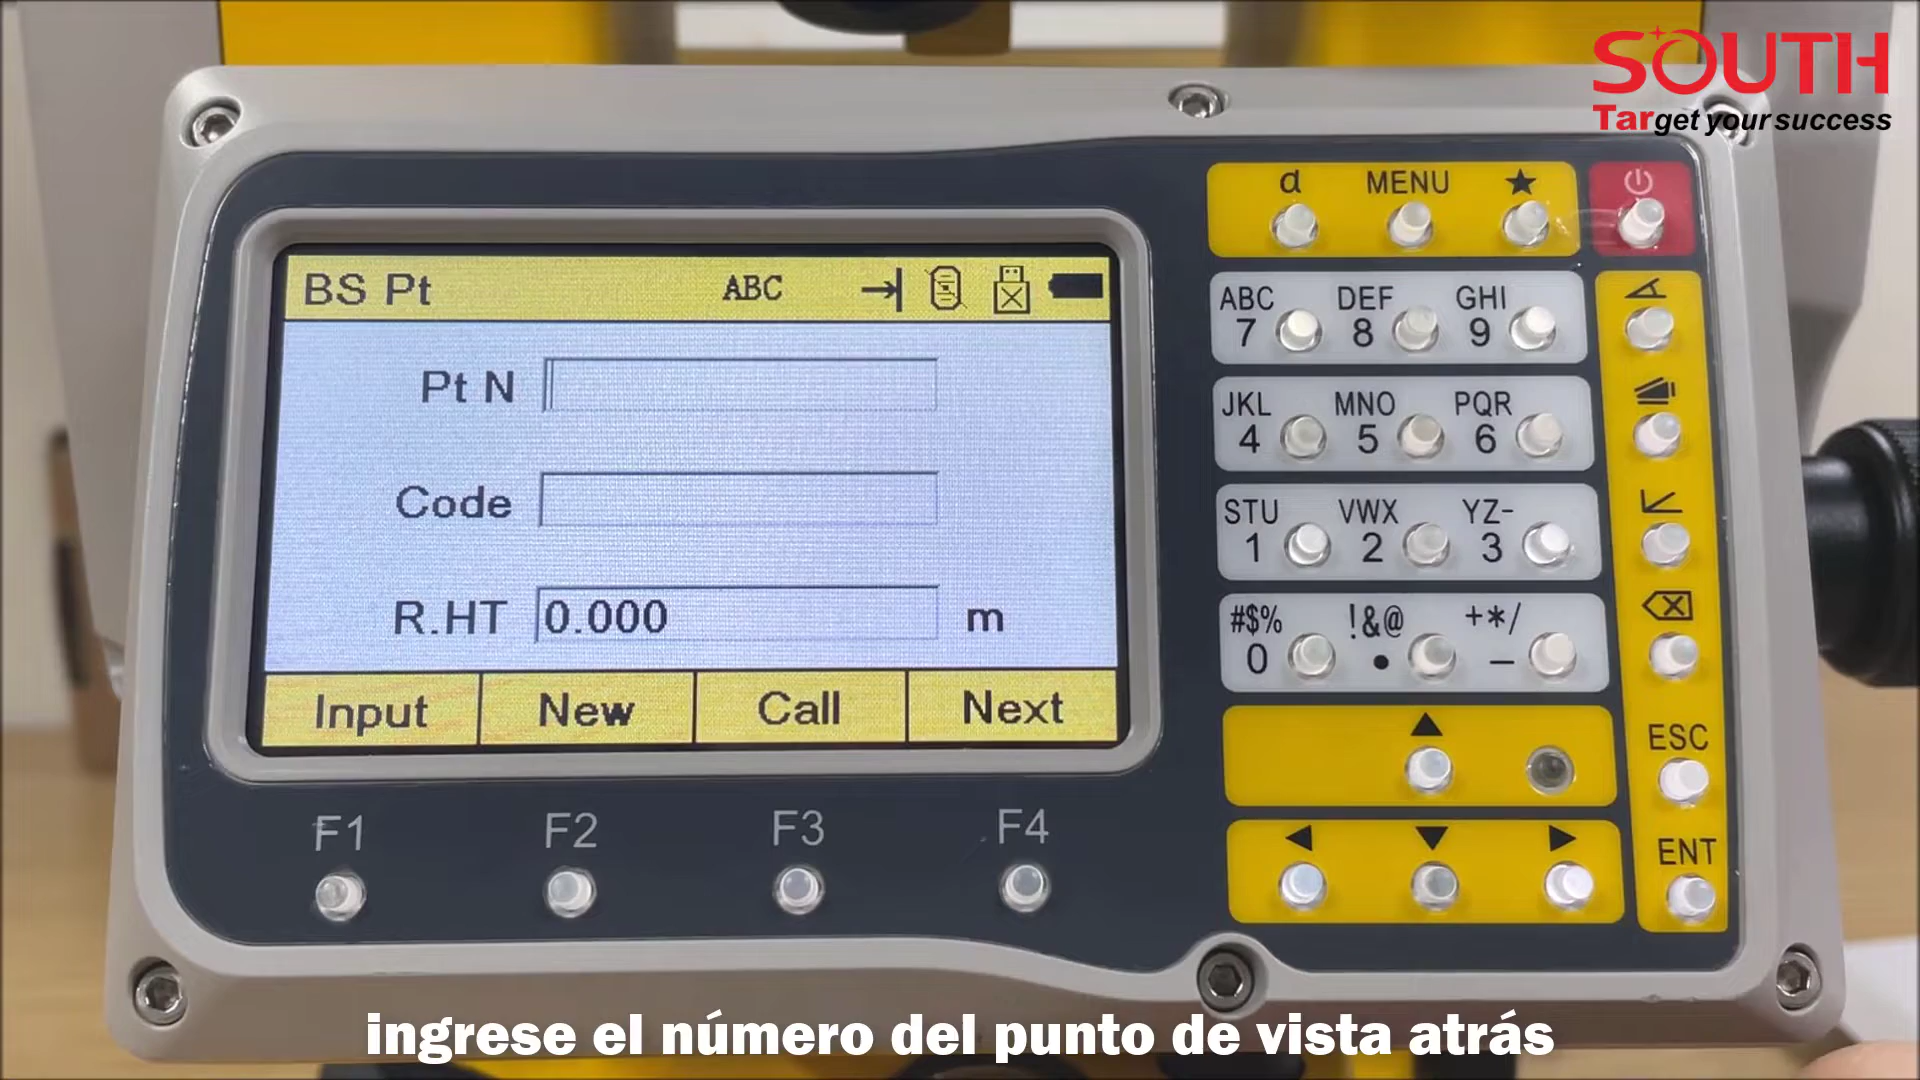 SOUTH
Target your success
α MENU ★
BS Pt ABC
Pt N
Code
R.HT 0.000 m
Input New Call Next
F1 F2 F3 F4
ABC DEF GHI
7 8 9
JKL MNO PQR
4 5 6
STU VWX YZ-
1 2 3
#$% !&@ +*/
0 • −
ESC
ENT
ingrese el número del punto de vista atrás